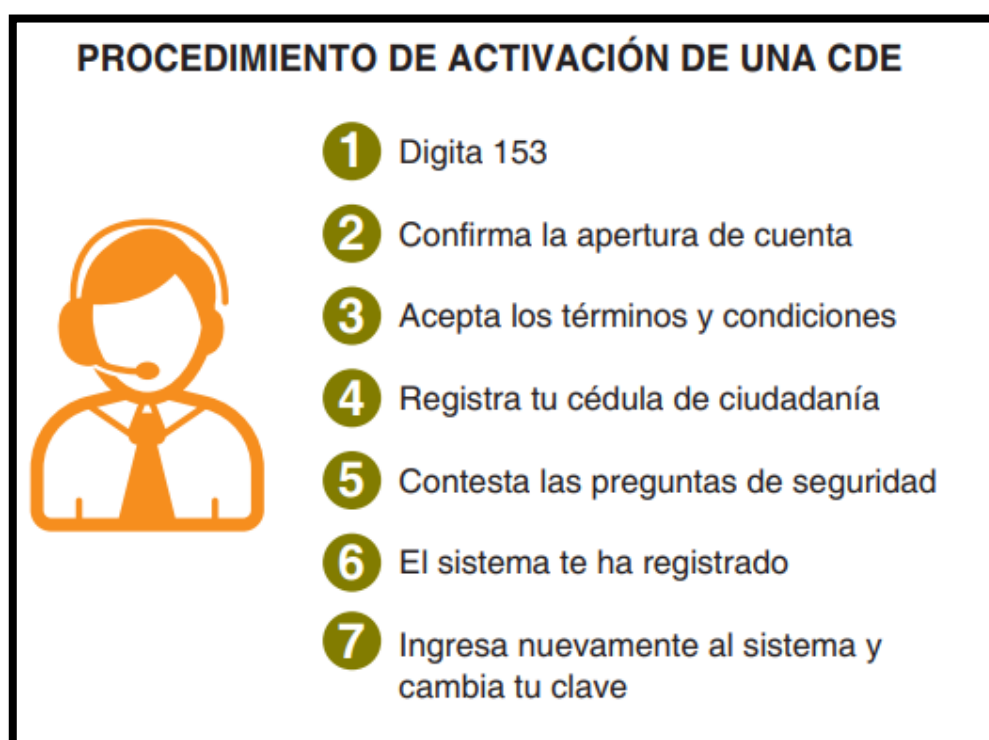 PROCEDIMIENTO DE ACTIVACIÓN DE UNA CDE
1 Digita 153
2 Confirma la apertura de cuenta
3 Acepta los términos y condiciones
4 Registra tu cédula de ciudadanía
5 Contesta las preguntas de seguridad
6 El sistema te ha registrado
7 Ingresa nuevamente al sistema y
cambia tu clave